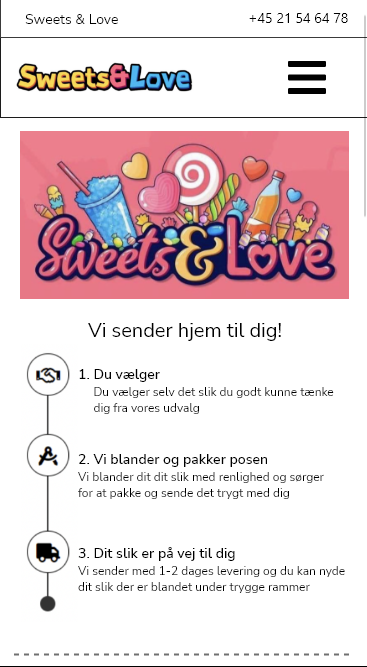 Sweets & Love
+45 21 54 64 78
Sweets&Love
Sweets & Love
Vi sender hjem til dig!
1. Du vælger
Du vælger selv det slik du godt kunne tænke
dig fra vores udvalg
2. Vi blander og pakker posen
Vi blander dit dit slik med renlighed og sørger
for at pakke og sende det trygt med dig
3. Dit slik er på vej til dig
Vi sender med 1-2 dages levering og du kan nyde
dit slik der er blandet under trygge rammer